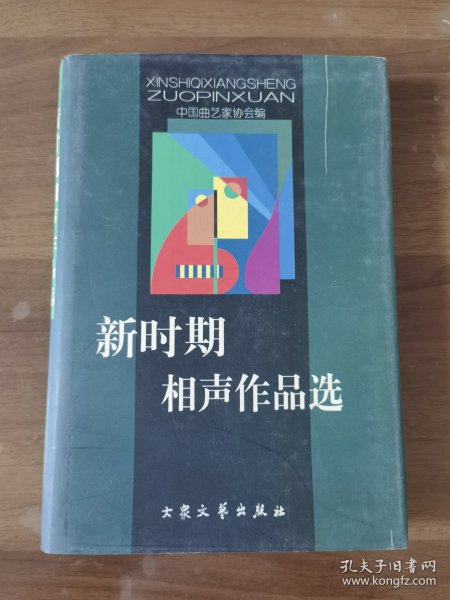 XINSHIQIXIANGSHENG
ZUOPINXUAN
中国曲艺家协会编
新时期
相声作品选
大众文艺出版社
孔夫子旧书网
www.kongfz.com